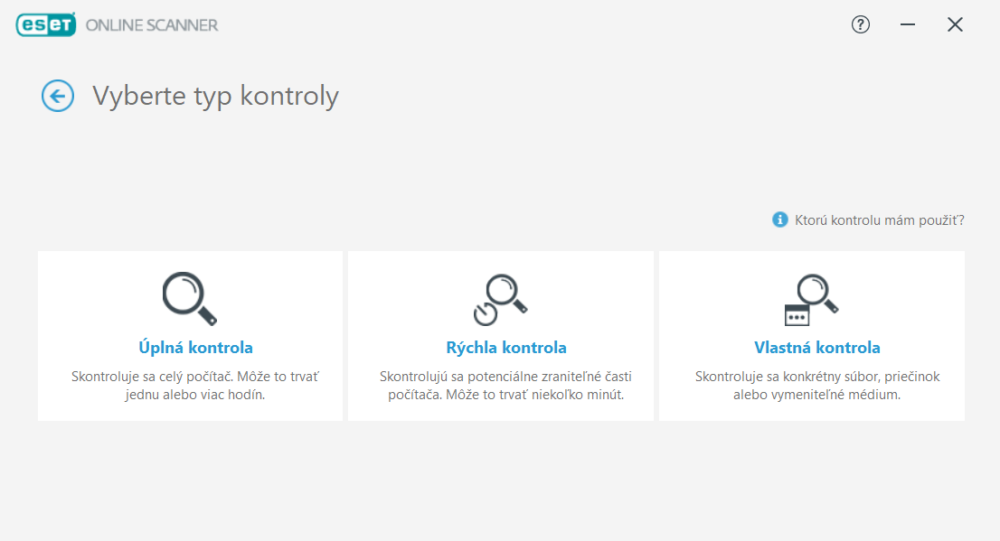 eset ONLINE SCANNER
Vyberte typ kontroly
Ktorú kontrolu mám použiť?
Úplná kontrola
Skontroluje sa celý počítač. Môže to trvať
jednu alebo viac hodín.
Rýchla kontrola
Skontrolujú sa potenciálne zraniteľné časti
počítača. Môže to trvať niekoľko minút.
Vlastná kontrola
Skontroluje sa konkrétny súbor, priečinok
alebo vymeniteľné médium.